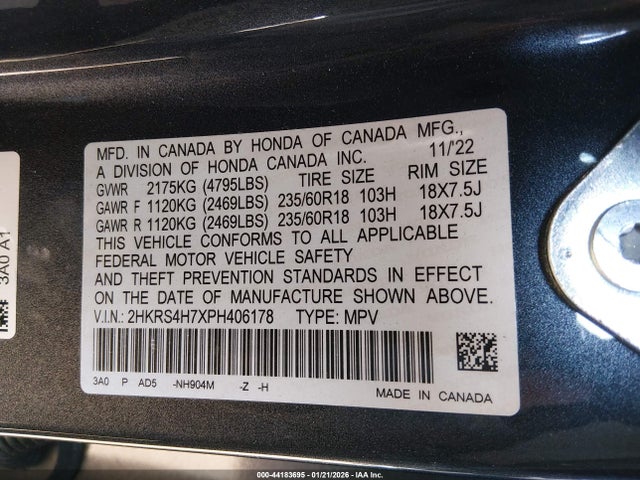 MFD. IN CANADA BY HONDA OF CANADA MFG.,
A DIVISION OF HONDA CANADA INC. 11/'22
GVWR 2175KG (4795LBS) TIRE SIZE RIM SIZE
GAWR F 1120KG (2469LBS) 235/60R18 103H 18X7.5J
GAWR R 1120KG (2469LBS) 235/60R18 103H 18X7.5J
THIS VEHICLE CONFORMS TO ALL APPLICABLE
FEDERAL MOTOR VEHICLE SAFETY
AND THEFT PREVENTION STANDARDS IN EFFECT
ON THE DATE OF MANUFACTURE SHOWN ABOVE.
V.I.N.: 2HKRS4H7XPH406178 TYPE: MPV
3A0 P AD5 -NH904M -Z -H
MADE IN CANADA
3A0 A1
000-44183695 - 01/21/2026 - IAA Inc.